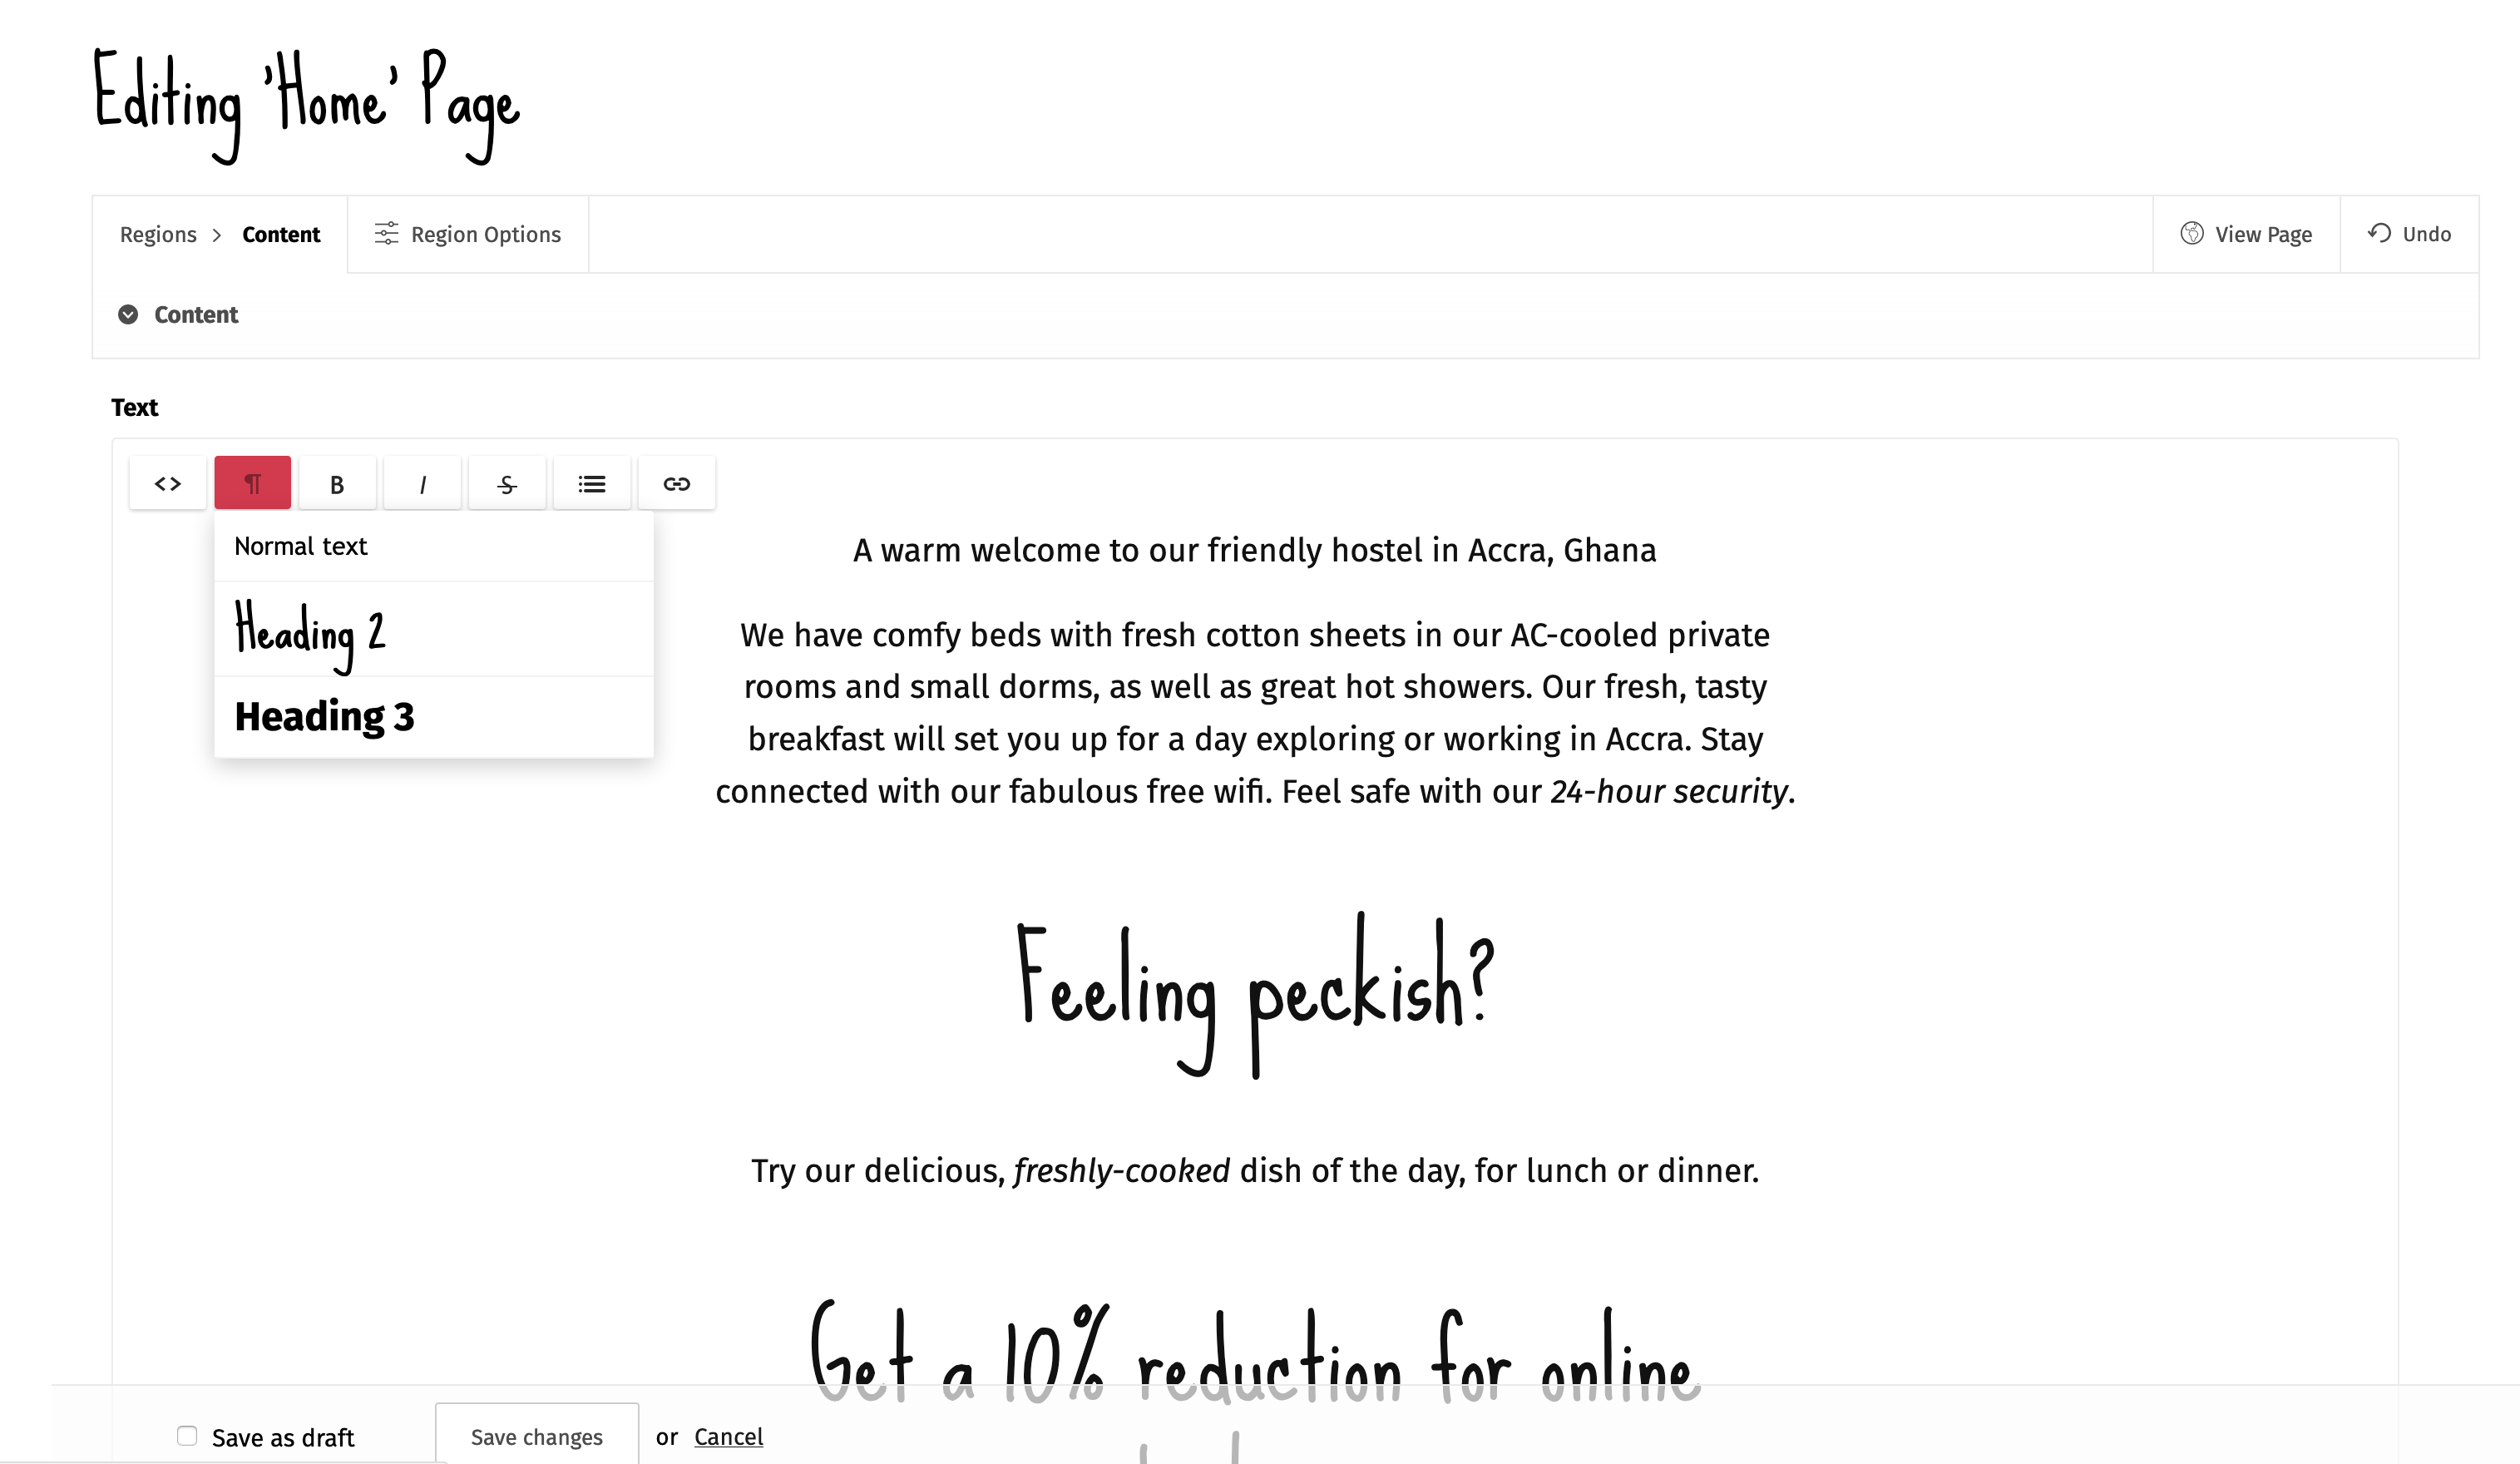 Editing 'Home' Page
Regions > Content
Region Options
View Page
Undo
Content
Text
<>
¶
B
I
S
Normal text
Heading 2
Heading 3
A warm welcome to our friendly hostel in Accra, Ghana
We have comfy beds with fresh cotton sheets in our AC-cooled private
rooms and small dorms, as well as great hot showers. Our fresh, tasty
breakfast will set you up for a day exploring or working in Accra. Stay
connected with our fabulous free wifi. Feel safe with our 24-hour security.
Feeling peckish?
Try our delicious, freshly-cooked dish of the day, for lunch or dinner.
Get a 10% reduction for online
Save as draft
Save changes
or Cancel